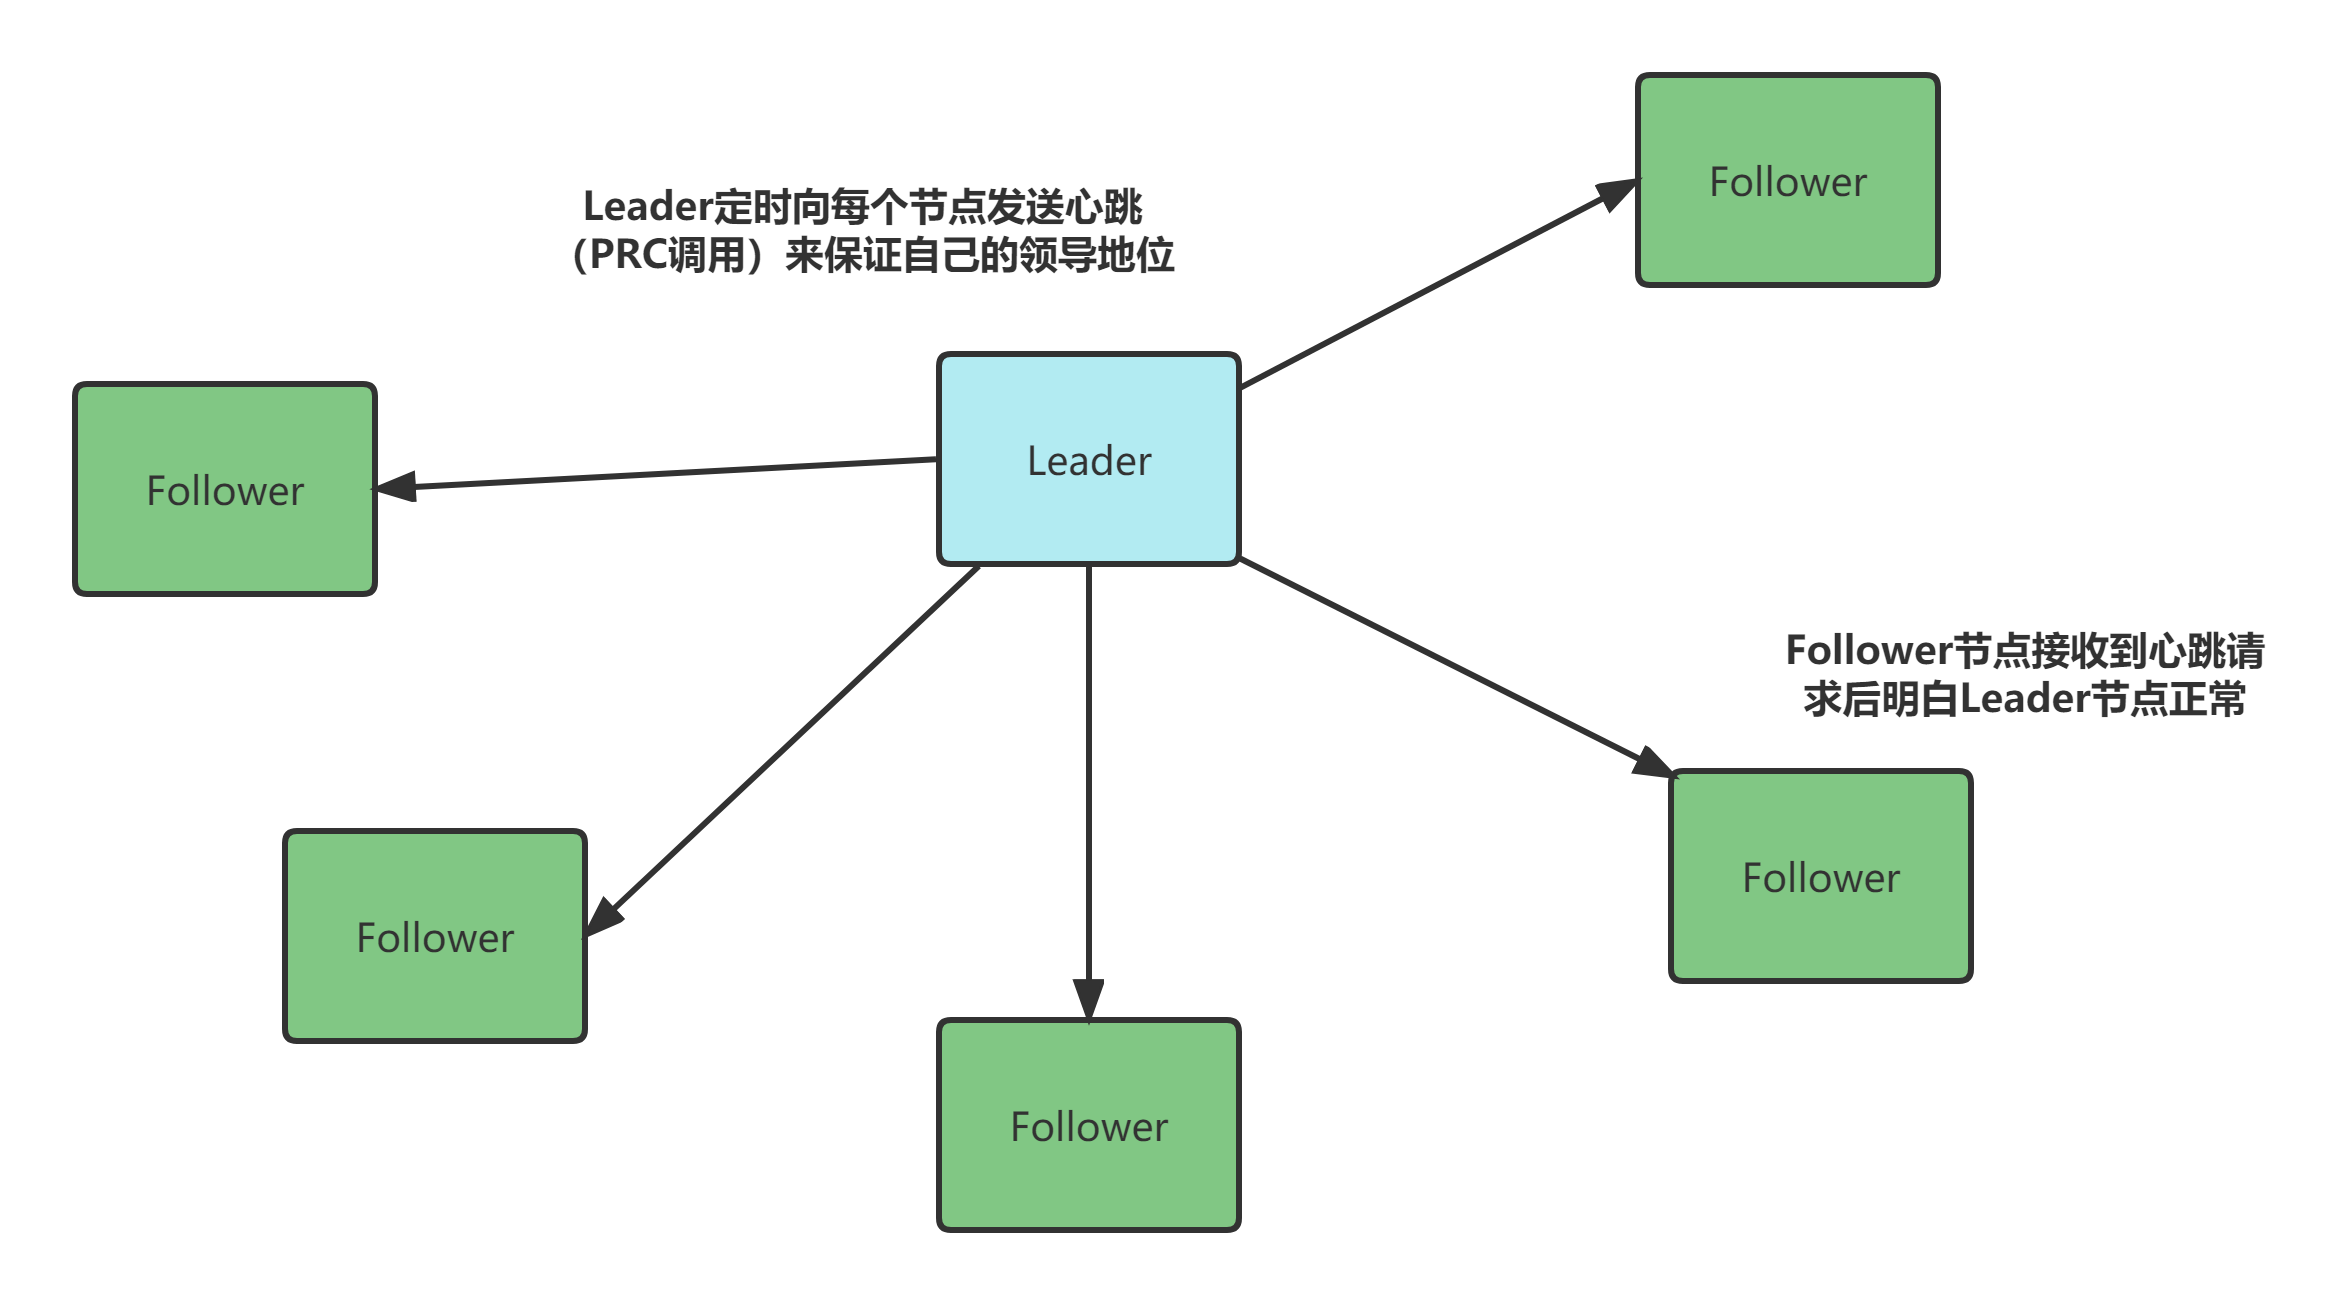 Follower
Leader定时向每个节点发送心跳
（PRC调用）来保证自己的领导地位
Leader
Follower
Follower节点接收到心跳请
求后明白Leader节点正常
Follower
Follower
Follower